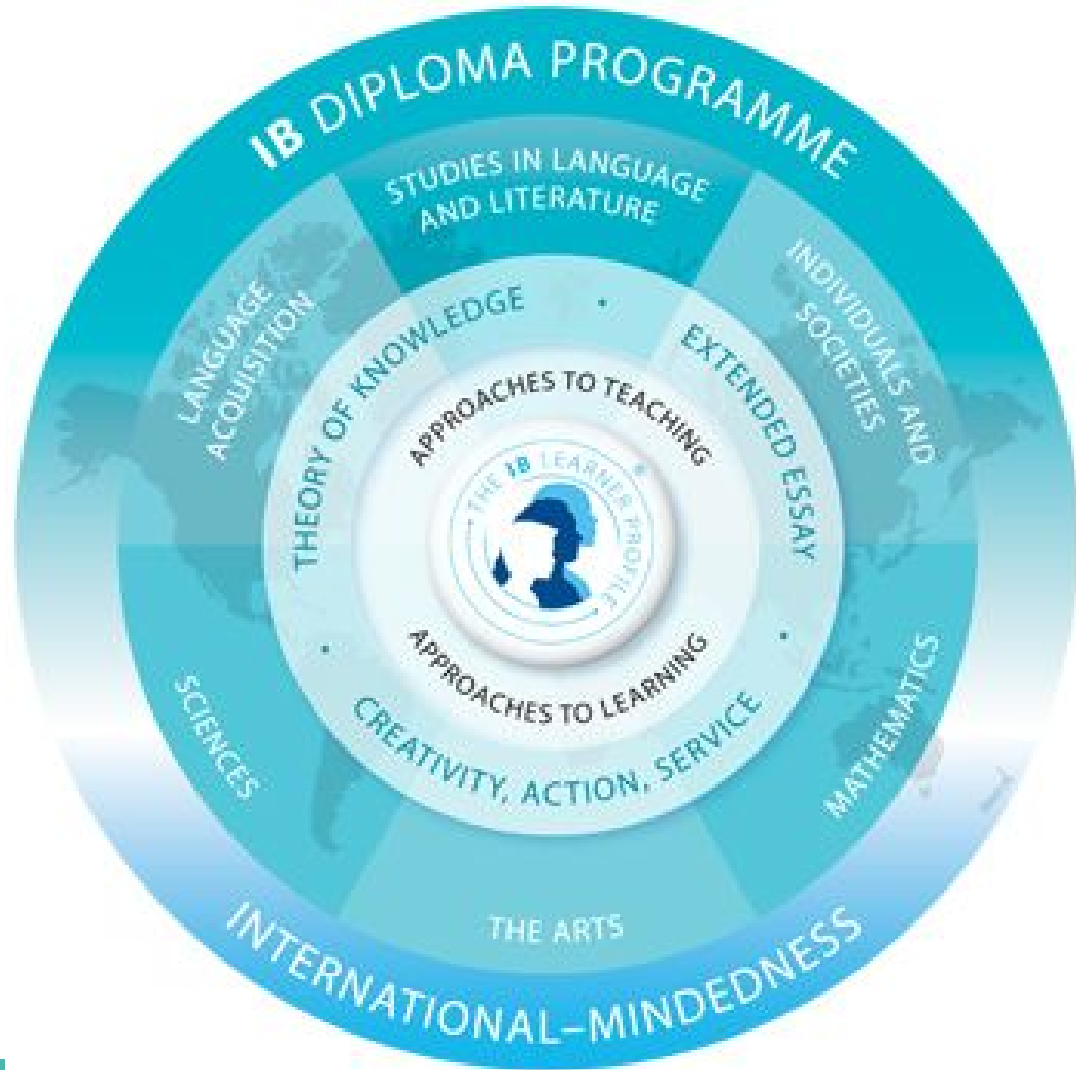 IB DIPLOMA PROGRAMME
STUDIES IN LANGUAGE
AND LITERATURE
LANGUAGE
ACQUISITION
INDIVIDUALS AND
SOCIETIES
THEORY OF KNOWLEDGE
EXTENDED ESSAY
APPROACHES TO TEACHING
THE IB LEARNER PROFILE®
APPROACHES TO LEARNING
CREATIVITY, ACTION, SERVICE
SCIENCES
MATHEMATICS
THE ARTS
INTERNATIONAL–MINDEDNESS